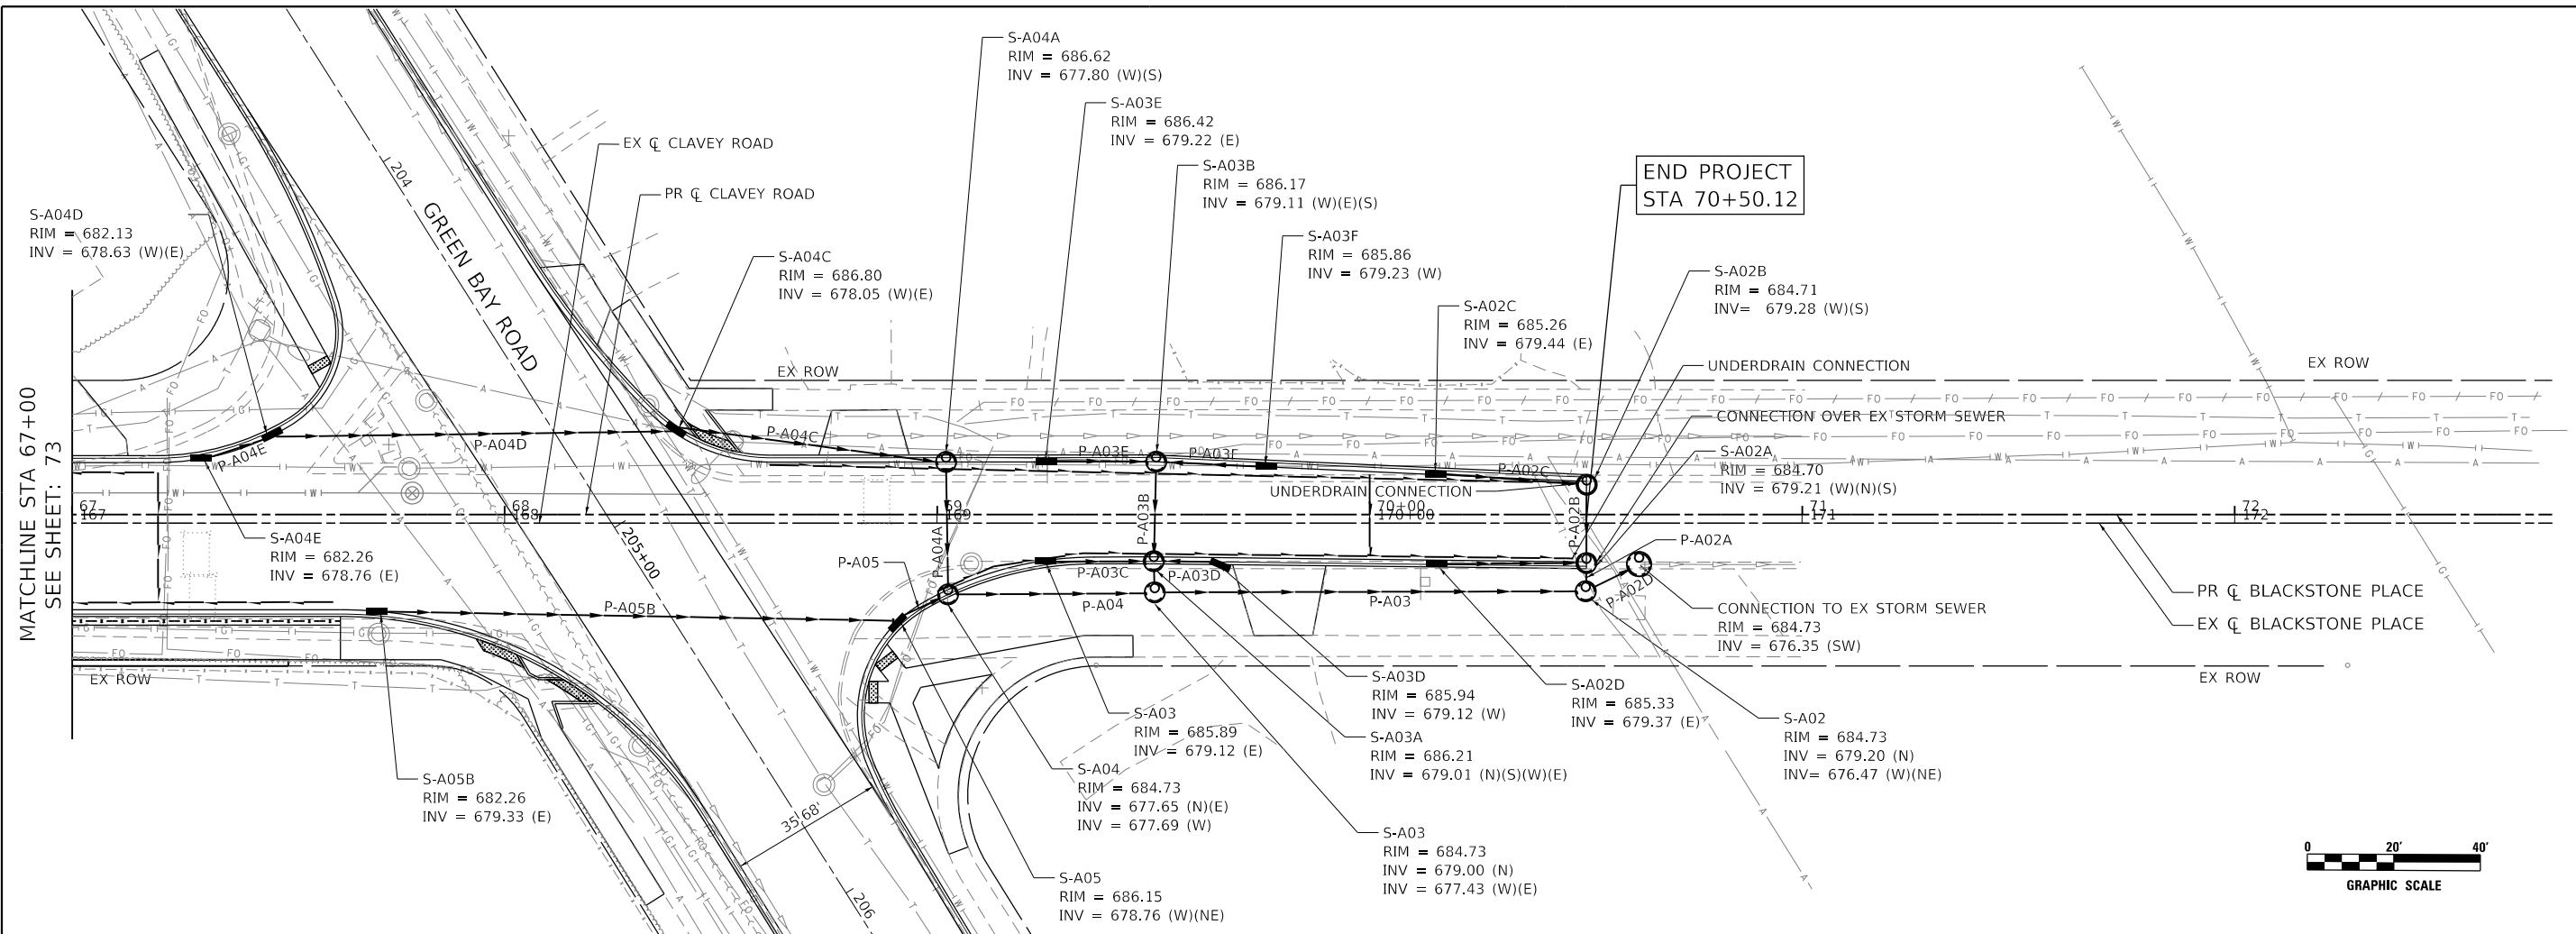 S-A04A
RIM = 686.62
INV = 677.80 (W)(S)
S-A03E
RIM = 686.42
INV = 679.22 (E)
S-A03B
RIM = 686.17
INV = 679.11 (W)(E)(S)
S-A03F
RIM = 685.86
INV = 679.23 (W)
END PROJECT
STA 70+50.12
EX ℄ CLAVEY ROAD
PR ℄ CLAVEY ROAD
S-A04D
RIM = 682.13
INV = 678.63 (W)(E)
S-A04C
RIM = 686.80
INV = 678.05 (W)(E)
S-A02C
RIM = 685.26
INV = 679.44 (E)
S-A02B
RIM = 684.71
INV= 679.28 (W)(S)
204
GREEN BAY ROAD
205+00
206
35.68'
EX ROW
EX ROW
UNDERDRAIN CONNECTION
CONNECTION OVER EX STORM SEWER
S-A02A
RIM = 684.70
INV = 679.21 (W)(N)(S)
MATCHLINE STA 67+00
SEE SHEET: 73
P-A04E
P-A04D
P-A04C
P-A03E
P-A03F
P-A02C
UNDERDRAIN CONNECTION
67
167
68
168
69
169
70+00
170+00
71
171
72
172
P-A04A
P-A03B
P-A02B
S-A04E
RIM = 682.26
INV = 678.76 (E)
P-A05
P-A02A
P-A03C
P-A03D
P-A05B
P-A04
P-A03
P-A02D
PR ℄ BLACKSTONE PLACE
EX ℄ BLACKSTONE PLACE
CONNECTION TO EX STORM SEWER
RIM = 684.73
INV = 676.35 (SW)
EX ROW
EX ROW
S-A03D
RIM = 685.94
INV = 679.12 (W)
S-A02D
RIM = 685.33
INV = 679.37 (E)
S-A03
RIM = 685.89
INV = 679.12 (E)
S-A03A
RIM = 686.21
INV = 679.01 (N)(S)(W)(E)
S-A02
RIM = 684.73
INV = 679.20 (N)
INV= 676.47 (W)(NE)
S-A05B
RIM = 682.26
INV = 679.33 (E)
S-A04
RIM = 684.73
INV = 677.65 (N)(E)
INV = 677.69 (W)
S-A03
RIM = 684.73
INV = 679.00 (N)
INV = 677.43 (W)(E)
S-A05
RIM = 686.15
INV = 678.76 (W)(NE)
0 20' 40'
GRAPHIC SCALE